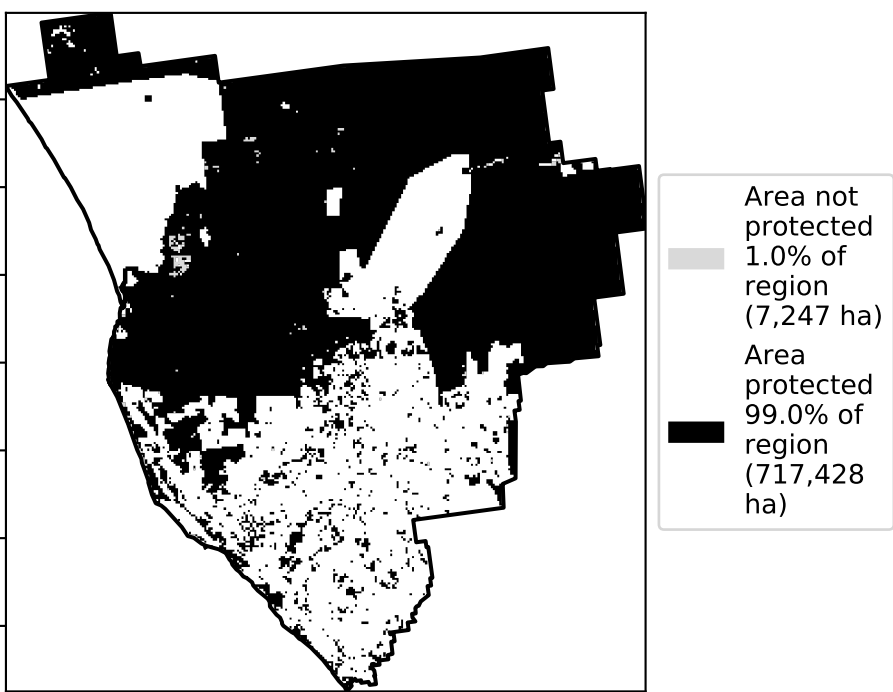 Area not
protected
1.0% of
region
(7,247 ha)
Area
protected
99.0% of
region
(717,428
ha)